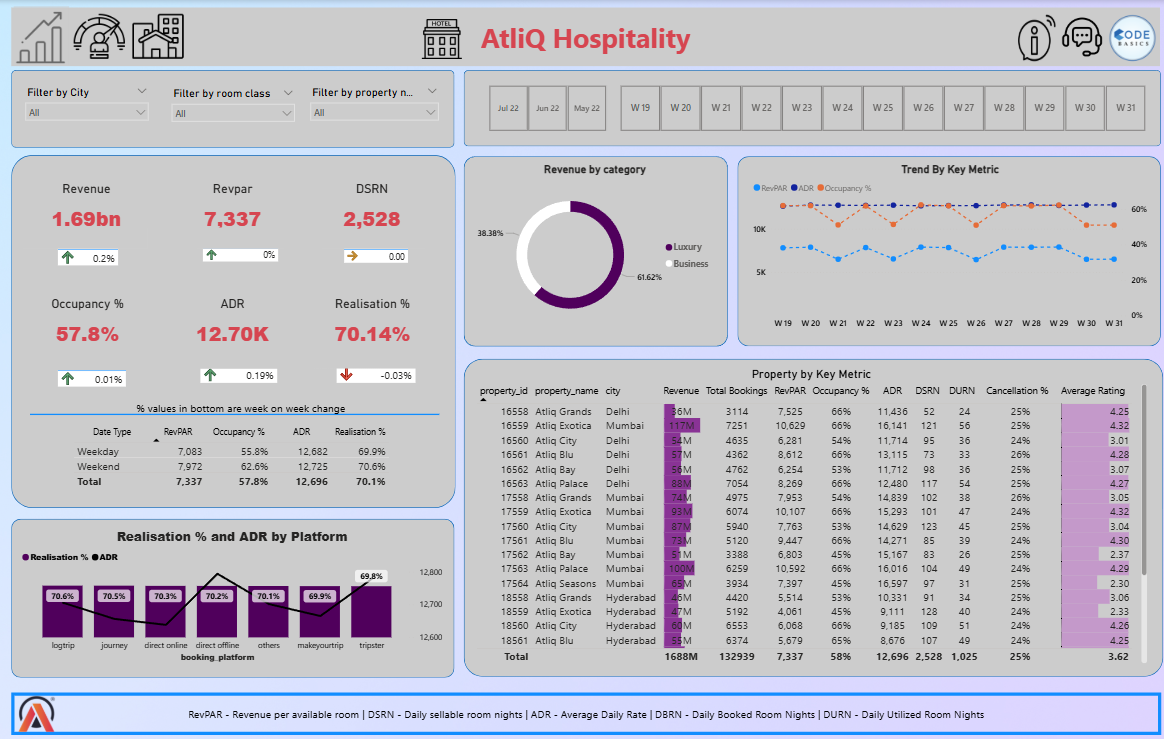 HOTEL
AtliQ Hospitality
CODE
BASICS
Filter by City
All
Filter by room class
All
Filter by property n...
All
Jul 22 Jun 22 May 22
W 19 W 20 W 21 W 22 W 23 W 24 W 25 W 26 W 27 W 28 W 29 W 30 W 31
Revenue Revpar DSRN
1.69bn 7,337 2,528
0.2% 0% 0.00
Occupancy % ADR Realisation %
57.8% 12.70K 70.14%
0.01% 0.19% -0.03%
% values in bottom are week on week change
Date Type RevPAR Occupancy % ADR Realisation %
Weekday 7,083 55.8% 12,682 69.9%
Weekend 7,972 62.6% 12,725 70.6%
Total 7,337 57.8% 12,696 70.1%
Revenue by category
38.38%
61.62%
Luxury
Business
Trend By Key Metric
RevPAR ADR Occupancy %
10K
5K
60%
40%
20%
0%
W 19 W 20 W 21 W 22 W 23 W 24 W 25 W 26 W 27 W 28 W 29 W 30 W 31
Realisation % and ADR by Platform
Realisation % ADR
70.6% 70.5% 70.3% 70.2% 70.1% 69.9% 69.8%
12,800
12,700
12,600
logtrip journey direct online direct offline others makeyourtrip tripster
booking_platform
Property by Key Metric
property_id property_name city Revenue Total Bookings RevPAR Occupancy % ADR DSRN DURN Cancellation % Average Rating
16558 Atliq Grands Delhi 36M 3114 7,525 66% 11,436 52 24 25% 4.25
16559 Atliq Exotica Mumbai 117M 7251 10,629 66% 16,141 121 56 25% 4.32
16560 Atliq City Delhi 54M 4635 6,281 54% 11,714 95 36 24% 3.01
16561 Atliq Blu Delhi 57M 4362 8,612 66% 13,115 73 33 26% 4.28
16562 Atliq Bay Delhi 56M 4762 6,254 53% 11,712 98 36 25% 3.07
16563 Atliq Palace Delhi 88M 7054 8,269 66% 12,480 117 54 25% 4.27
17558 Atliq Grands Mumbai 74M 4975 7,953 54% 14,839 102 38 26% 3.05
17559 Atliq Exotica Mumbai 93M 6074 10,107 66% 15,293 101 47 24% 4.32
17560 Atliq City Mumbai 87M 5940 7,763 53% 14,629 123 45 25% 3.04
17561 Atliq Blu Mumbai 73M 5120 9,447 66% 14,271 85 39 24% 4.30
17562 Atliq Bay Mumbai 51M 3388 6,803 45% 15,167 83 26 25% 2.37
17563 Atliq Palace Mumbai 100M 6259 10,592 66% 16,016 104 49 25% 4.29
17564 Atliq Seasons Mumbai 65M 3934 7,397 45% 16,597 97 31 25% 2.30
18558 Atliq Grands Hyderabad 46M 4420 5,514 53% 10,331 91 34 25% 3.06
18559 Atliq Exotica Hyderabad 47M 5192 4,061 45% 9,111 128 40 24% 2.33
18560 Atliq City Hyderabad 60M 6553 6,068 66% 9,185 109 51 24% 4.26
18561 Atliq Blu Hyderabad 55M 6374 5,679 65% 8,676 107 49 24% 4.25
Total 1688M 132939 7,337 58% 12,696 2,528 1,025 25% 3.62
RevPAR - Revenue per available room | DSRN - Daily sellable room nights | ADR - Average Daily Rate | DBRN - Daily Booked Room Nights | DURN - Daily Utilized Room Nights